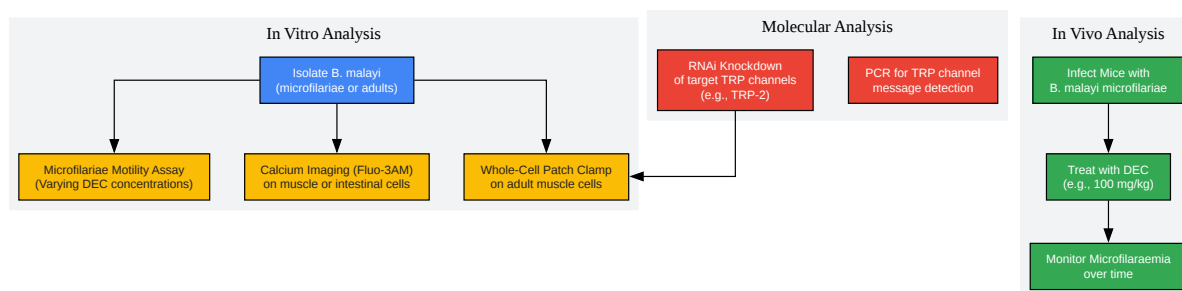 In Vitro Analysis
Isolate B. malayi
(microfilariae or adults)
Microfilariae Motility Assay
(Varying DEC concentrations)
Calcium Imaging (Fluo-3AM)
on muscle or intestinal cells
Whole-Cell Patch Clamp
on adult muscle cells
Molecular Analysis
RNAi Knockdown
of target TRP channels
(e.g., TRP-2)
PCR for TRP channel
message detection
In Vivo Analysis
Infect Mice with
B. malayi microfilariae
Treat with DEC
(e.g., 100 mg/kg)
Monitor Microfilaraemia
over time